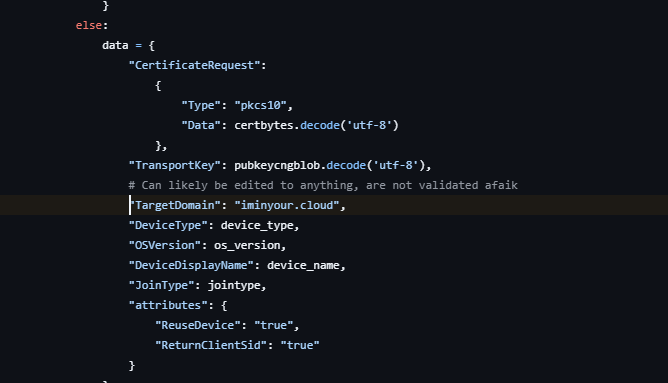 }
else:
data = {
"CertificateRequest":
{
"Type": "pkcs10",
"Data": certbytes.decode('utf-8')
},
"TransportKey": pubkeycngblob.decode('utf-8'),
# Can likely be edited to anything, are not validated afaik
"TargetDomain": "iminyour.cloud",
"DeviceType": device_type,
"OSVersion": os_version,
"DeviceDisplayName": device_name,
"JoinType": jointype,
"attributes": {
"ReuseDevice": "true",
"ReturnClientSid": "true"
}